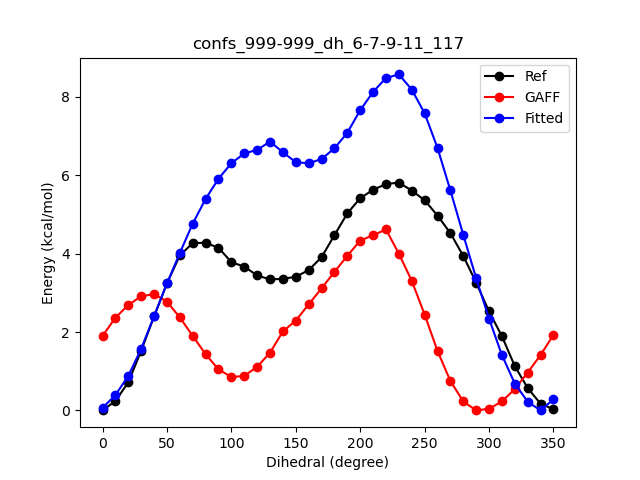 confs_999-999_dh_6-7-9-11_117
Ref
GAFF
Fitted
8
6
4
2
0
Energy (kcal/mol)
0 50 100 150 200 250 300 350
Dihedral (degree)